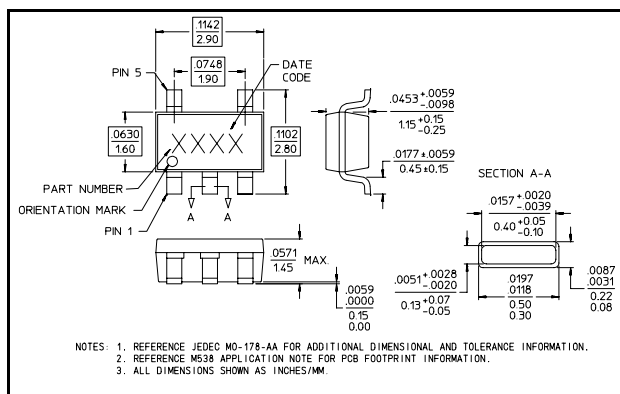 .1142
2.90
.0748
1.90
PIN 5
DATE
CODE
.0453 +.0059
-.0098
1.15 +0.15
-0.25
.0630
1.60
XXXX
.1102
2.80
.0177±.0059
0.45±0.15
PART NUMBER
ORIENTATION MARK
PIN 1
A A
SECTION A-A
.0157 +.0020
-.0039
0.40 +0.05
-0.10
.0571
1.45
MAX.
.0059
.0000
0.15
0.00
.0051 +.0028
-.0020
0.13 +0.07
-0.05
.0197
.0118
0.50
0.30
.0087
.0031
0.22
0.08
NOTES: 1. REFERENCE JEDEC MO-178-AA FOR ADDITIONAL DIMENSIONAL AND TOLERANCE INFORMATION.
2. REFERENCE M538 APPLICATION NOTE FOR PCB FOOTPRINT INFORMATION.
3. ALL DIMENSIONS SHOWN AS INCHES/MM.